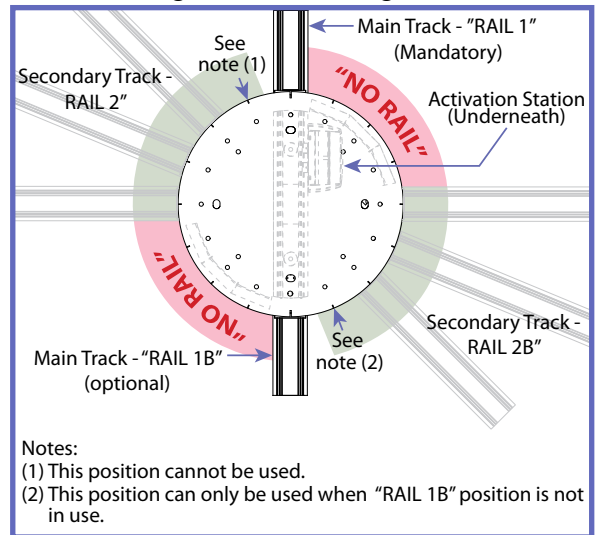 Main Track - "RAIL 1"
(Mandatory)
See
note (1)
Secondary Track -
RAIL 2"
"NO RAIL"
Activation Station
(Underneath)
"NO RAIL"
Secondary Track -
RAIL 2B"
See
note (2)
Main Track - "RAIL 1B"
(optional)
Notes:
(1) This position cannot be used.
(2) This position can only be used when "RAIL 1B" position is not
in use.